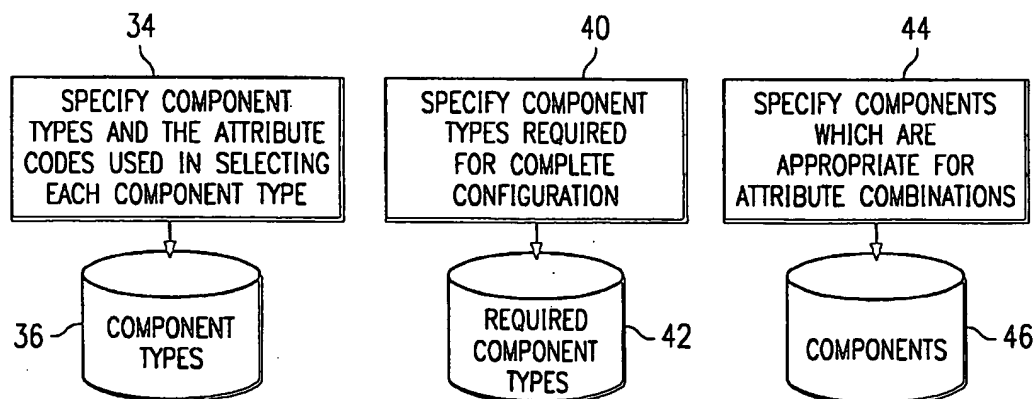 34
SPECIFY COMPONENT
TYPES AND THE ATTRIBUTE
CODES USED IN SELECTING
EACH COMPONENT TYPE
36
COMPONENT
TYPES
40
SPECIFY COMPONENT
TYPES REQUIRED
FOR COMPLETE
CONFIGURATION
REQUIRED
COMPONENT
TYPES
42
44
SPECIFY COMPONENTS
WHICH ARE
APPROPRIATE FOR
ATTRIBUTE COMBINATIONS
COMPONENTS
46